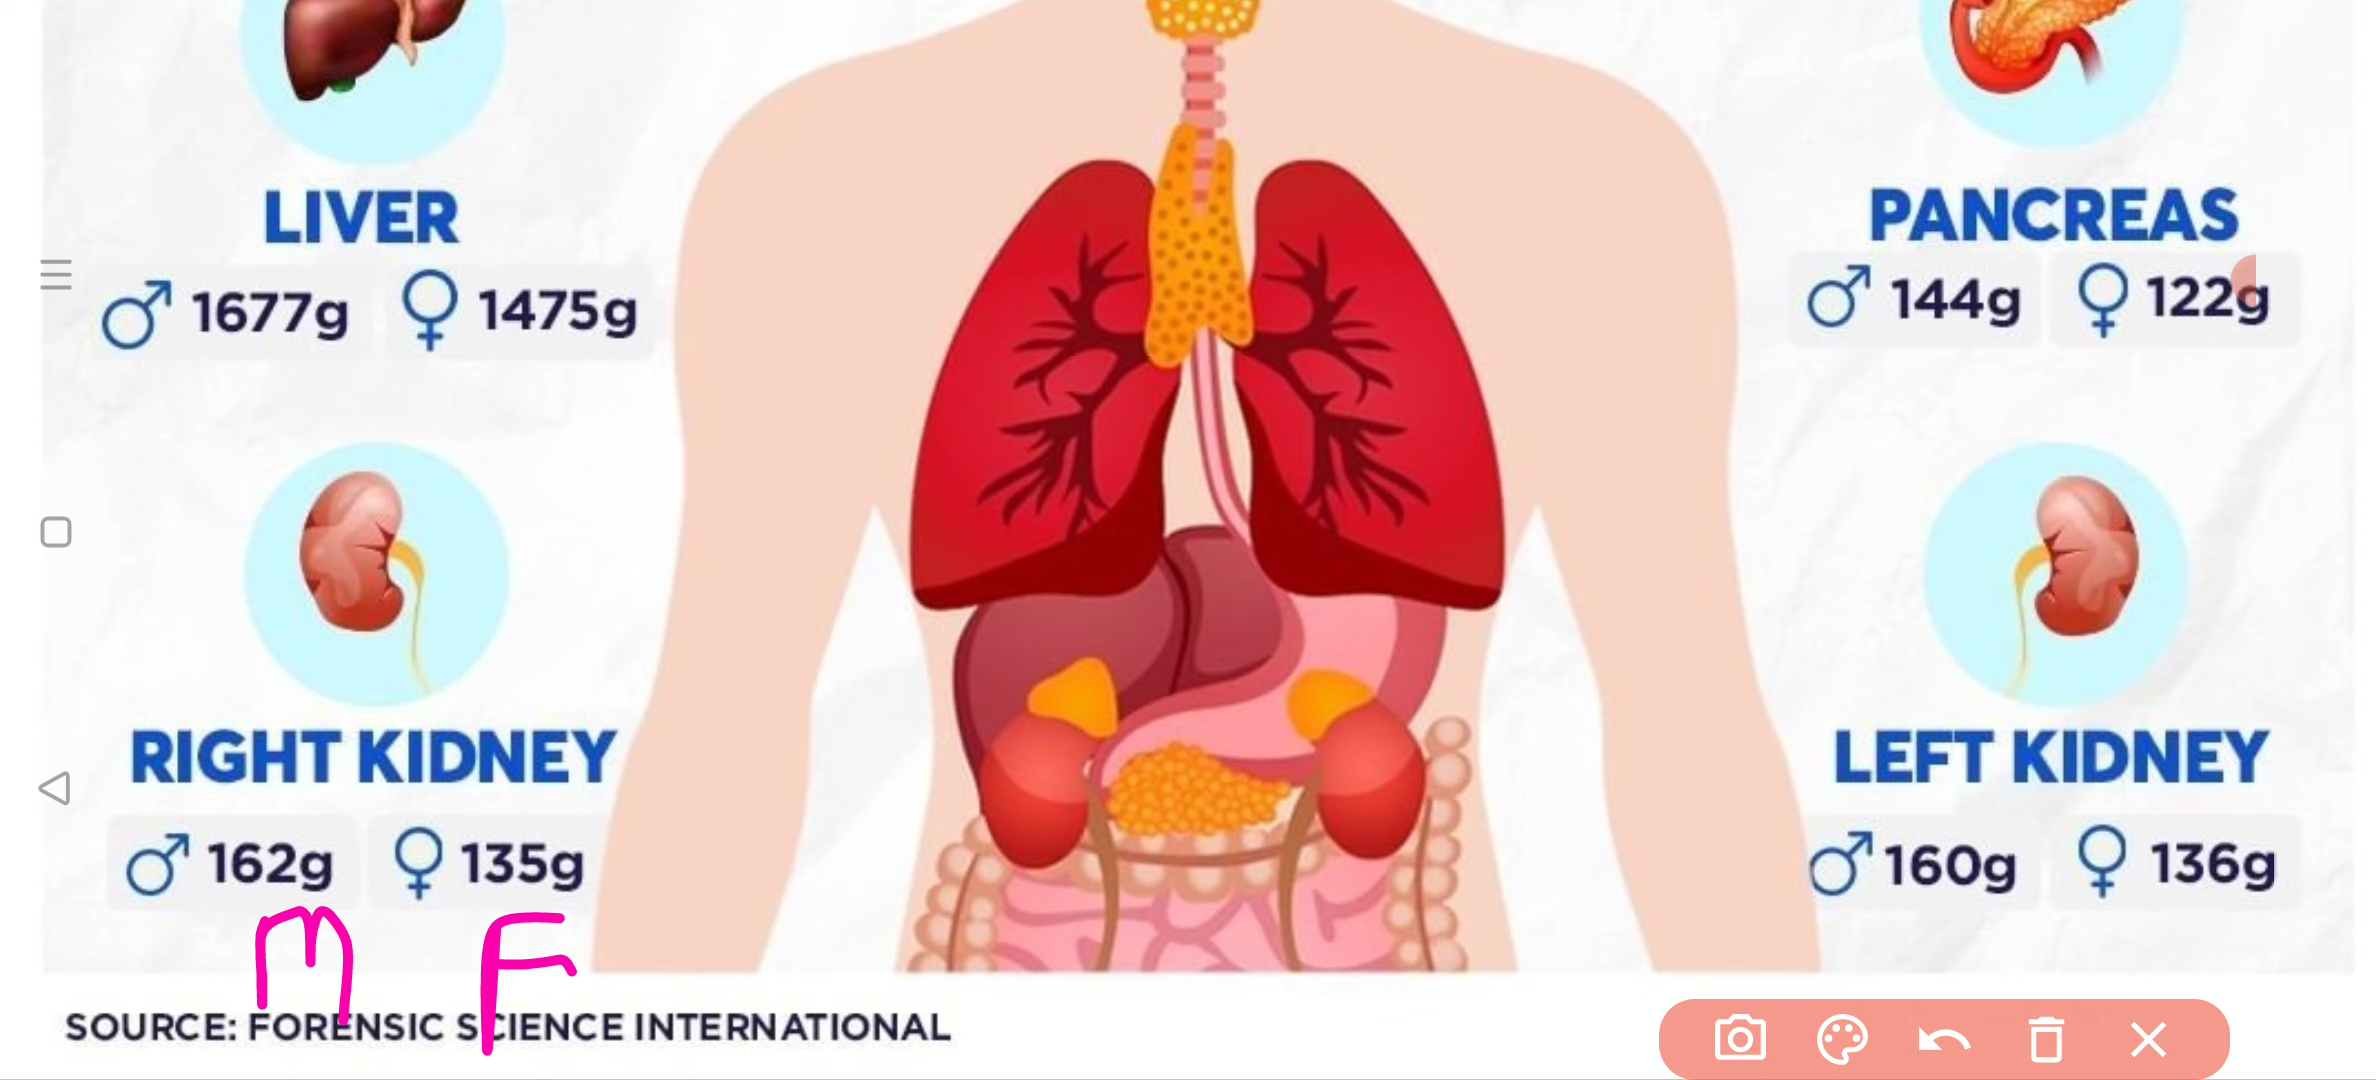 LIVER
♂ 1677g ♀ 1475g
PANCREAS
♂ 144g ♀ 122g
RIGHT KIDNEY
♂ 162g ♀ 135g
LEFT KIDNEY
♂ 160g ♀ 136g
M F
SOURCE: FORENSIC SCIENCE INTERNATIONAL